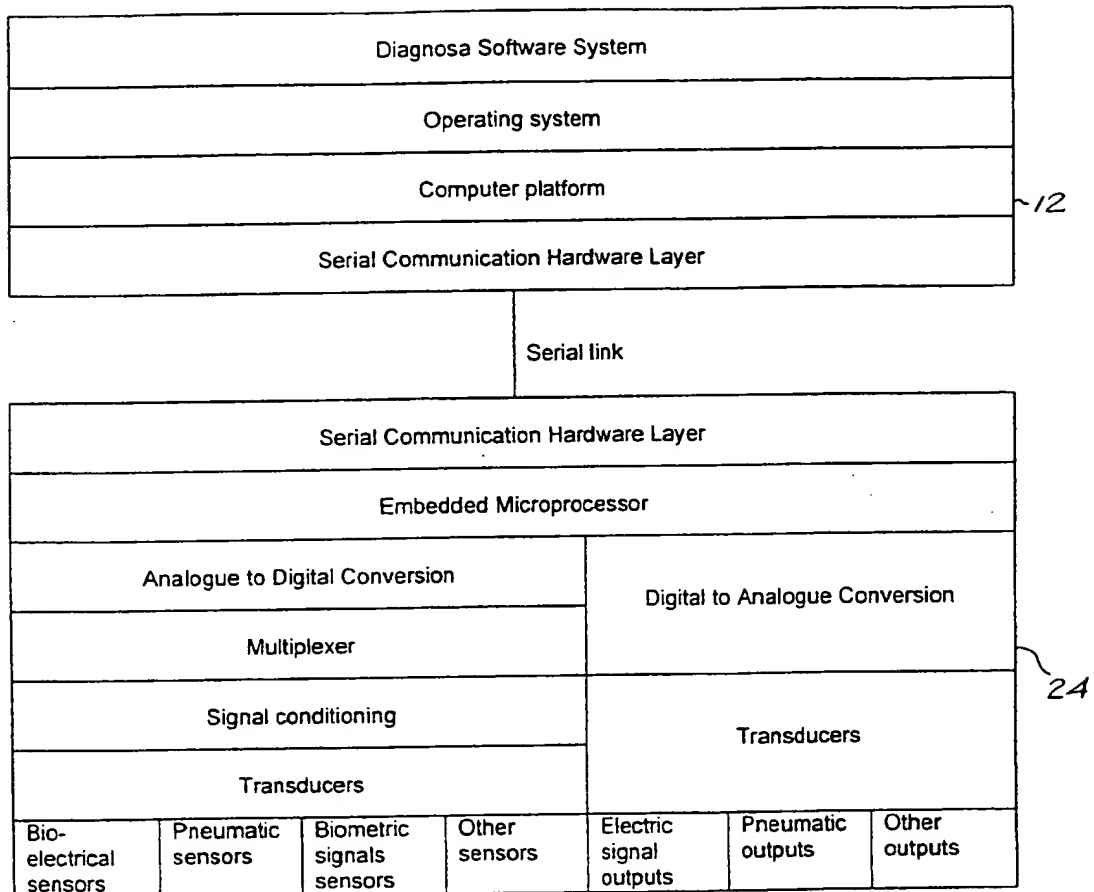 Diagnosa Software System
Operating system
Computer platform
12
Serial Communication Hardware Layer
Serial link
Serial Communication Hardware Layer
Embedded Microprocessor
Analogue to Digital Conversion
Digital to Analogue Conversion
Multiplexer
24
Signal conditioning
Transducers
Transducers
Bio-
electrical
sensors
Pneumatic
sensors
Biometric
signals
sensors
Other
sensors
Electric
signal
outputs
Pneumatic
outputs
Other
outputs